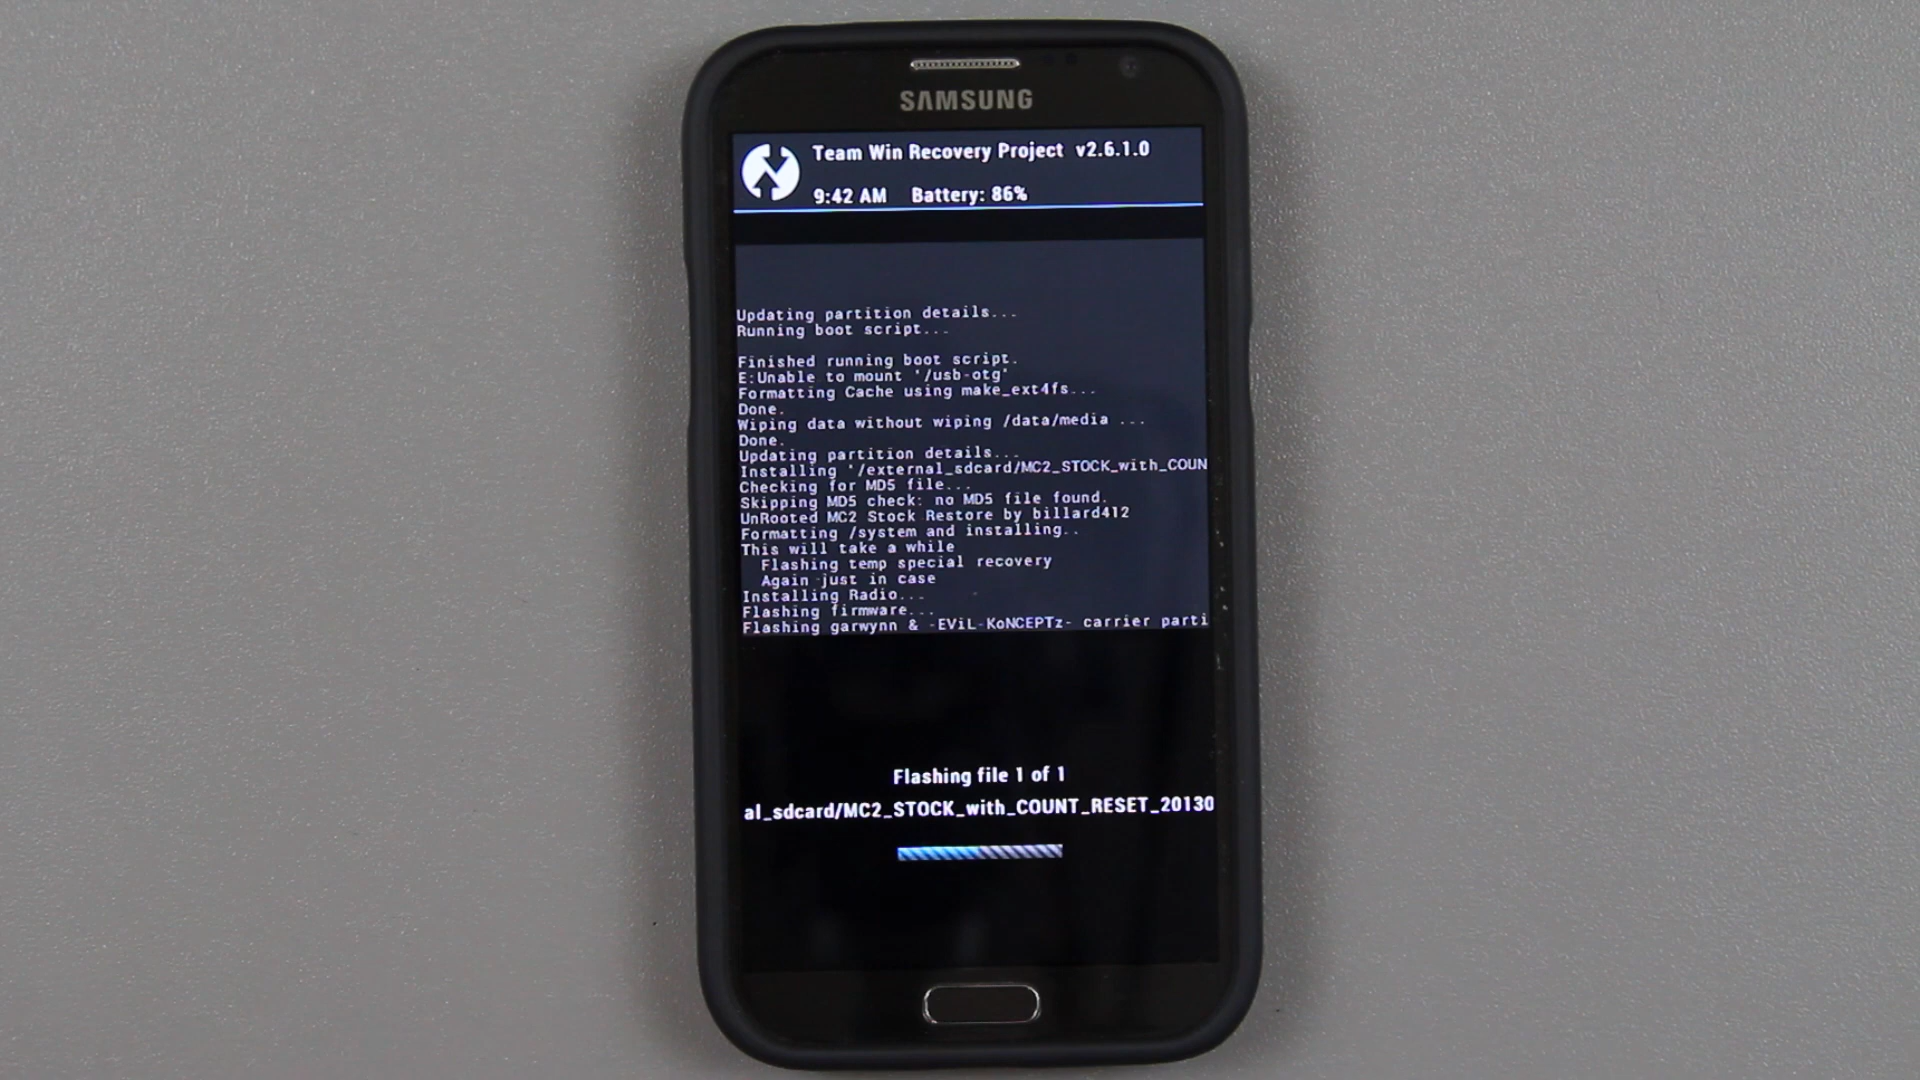 SAMSUNG
Team Win Recovery Project v2.6.1.0
9:42 AM Battery: 86%
Updating partition details...
Running boot script...
Finished running boot script.
E:Unable to mount '/usb-otg'
Formatting Cache using make_ext4fs...
Done.
Wiping data without wiping /data/media ...
Done.
Updating partition details...
Installing '/external_sdcard/MC2_STOCK_with_COUN
Checking for MD5 file...
Skipping MD5 check: no MD5 file found.
UnRooted MC2 Stock Restore by billard412
Formatting /system and installing..
This will take a while
Flashing temp special recovery
Again just in case
Installing Radio...
Flashing firmware...
Flashing garwynn & -EViL-KoNCEPTz- carrier parti
Flashing file 1 of 1
al_sdcard/MC2_STOCK_with_COUNT_RESET_20130